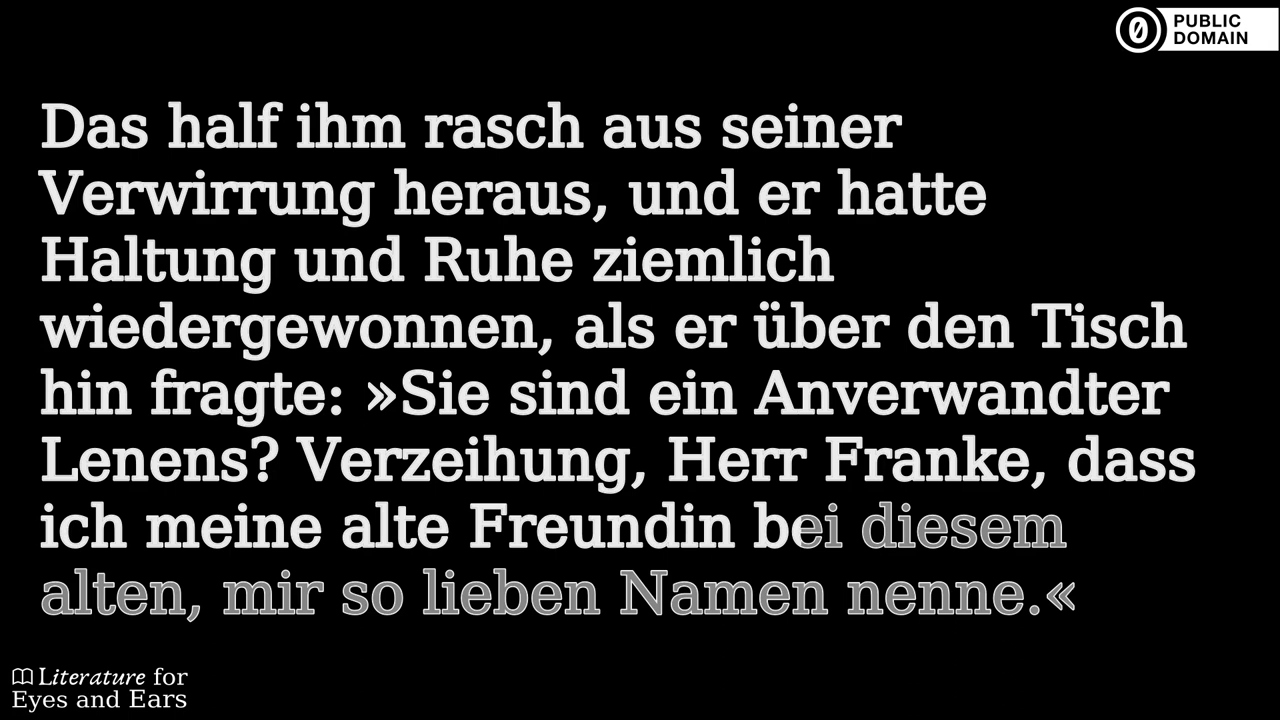 PUBLIC
DOMAIN
Das half ihm rasch aus seiner
Verwirrung heraus, und er hatte
Haltung und Ruhe ziemlich
wiedergewonnen, als er über den Tisch
hin fragte: »Sie sind ein Anverwandter
Lenens? Verzeihung, Herr Franke, dass
ich meine alte Freundin bei diesem
alten, mir so lieben Namen nenne.«
Literature for
Eyes and Ears